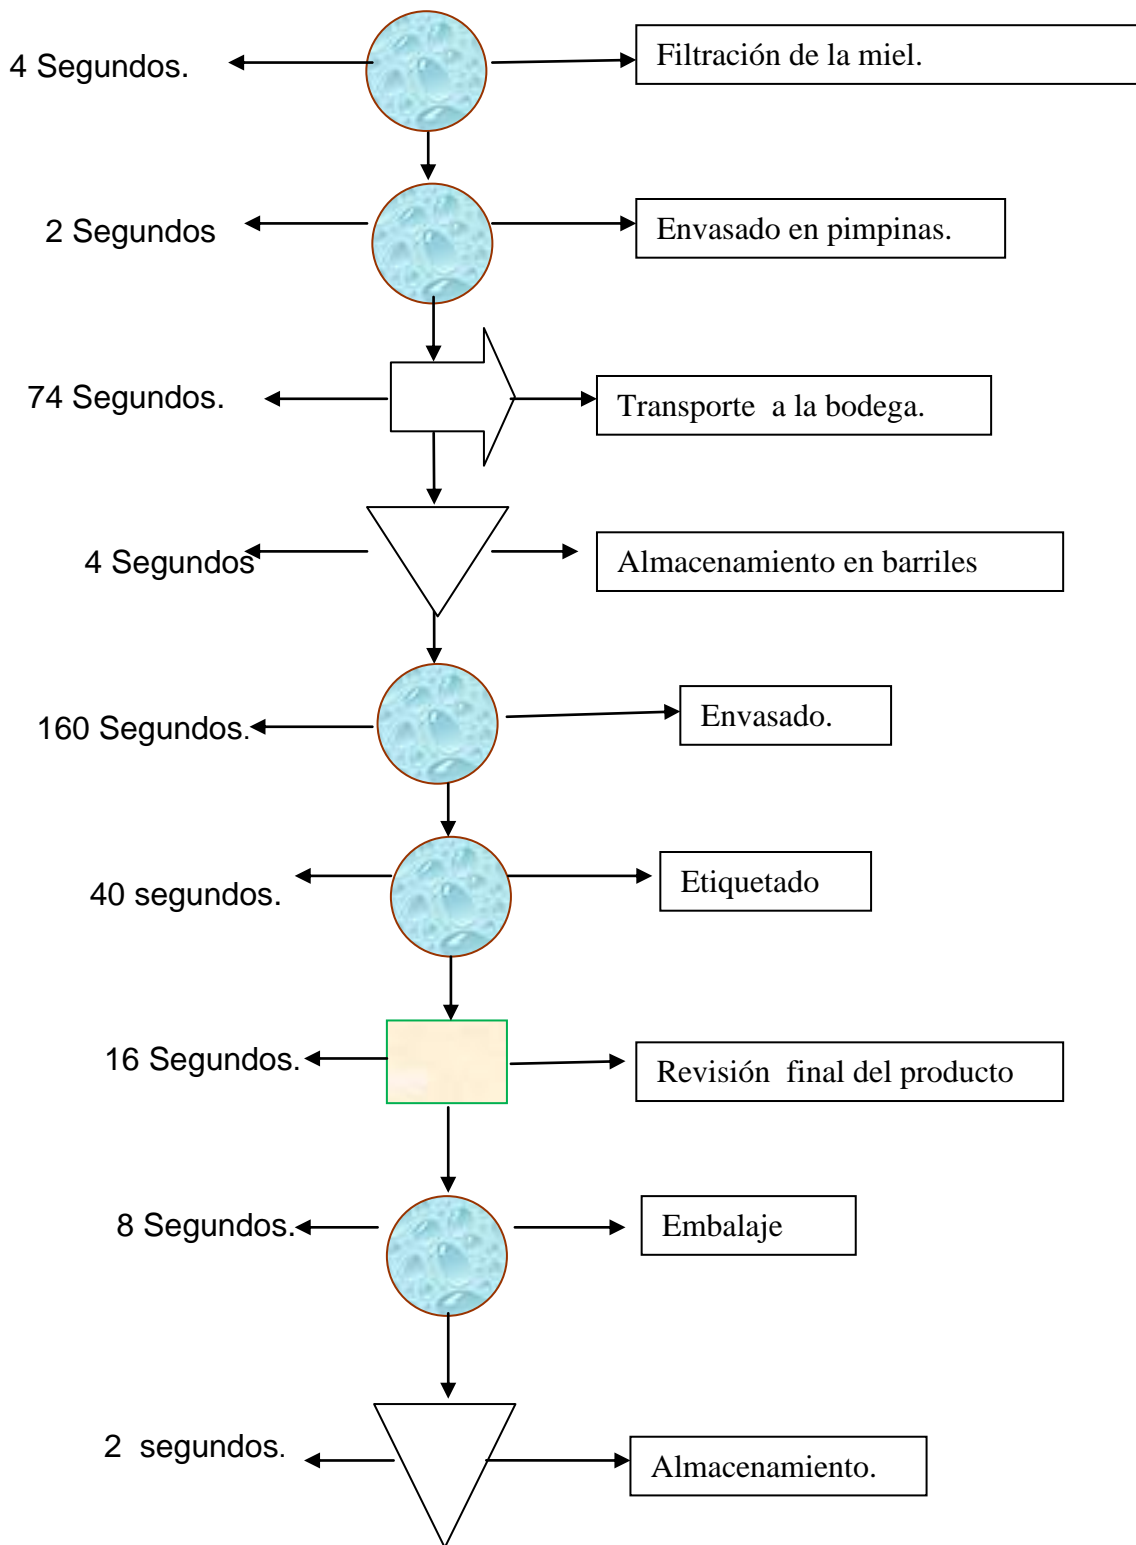 4 Segundos.
Filtración de la miel.
2 Segundos
Envasado en pimpinas.
74 Segundos.
Transporte  a la bodega.
4 Segundos
Almacenamiento en barriles
160 Segundos.
Envasado.
40 segundos.
Etiquetado
16 Segundos.
Revisión  final del producto
8 Segundos.
Embalaje
2  segundos.
Almacenamiento.